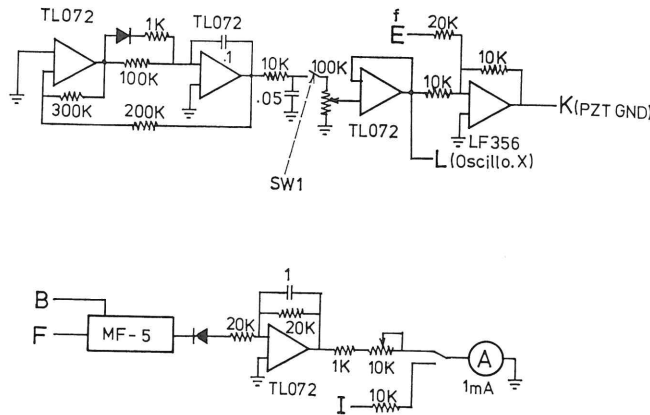 TL072
1K
100K
300K
200K
TL072
.1
10K
.05
SW1
100K
TL072
f
E
20K
10K
10K
LF356
K(PZT GND)
L(Oscillo.X)
B
F
MF-5
20K
1
20K
TL072
1K
10K
I
10K
A
1mA